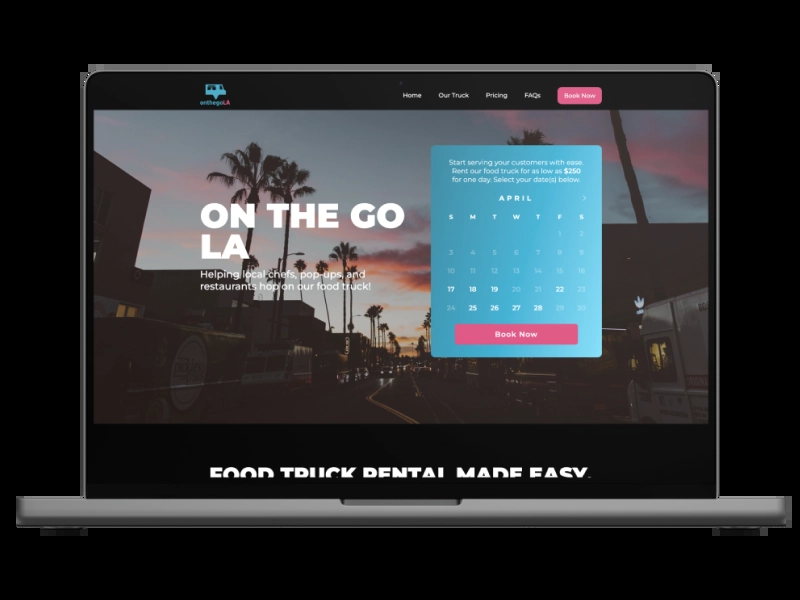 onthegoLA
Home Our Truck Pricing FAQs Book Now
ON THE GO
LA
Helping local chefs, pop-ups, and
restaurants hop on our food truck!
Start serving your customers with ease.
Rent our food truck for as low as $250
for one day. Select your date(s) below.
APRIL >
S M T W T F S
1 2
3 4 5 6 7 8 9
10 11 12 13 14 15 16
17 18 19 20 21 22 23
24 25 26 27 28 29 30
Book Now
FOOD TRUCK RENTAL MADE EASY.